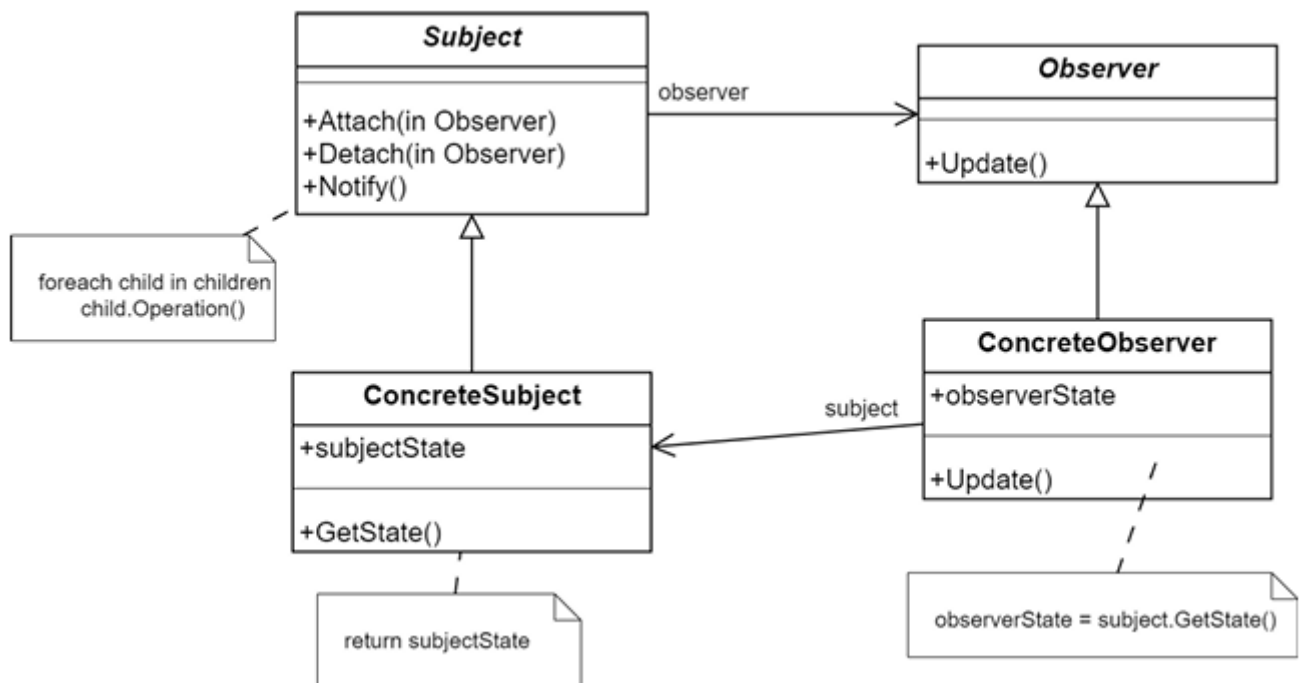 Subject
+Attach(in Observer)
+Detach(in Observer)
+Notify()
observer
Observer
+Update()
foreach child in children
child.Operation()
ConcreteSubject
+subjectState
+GetState()
subject
ConcreteObserver
+observerState
+Update()
return subjectState
observerState = subject.GetState()